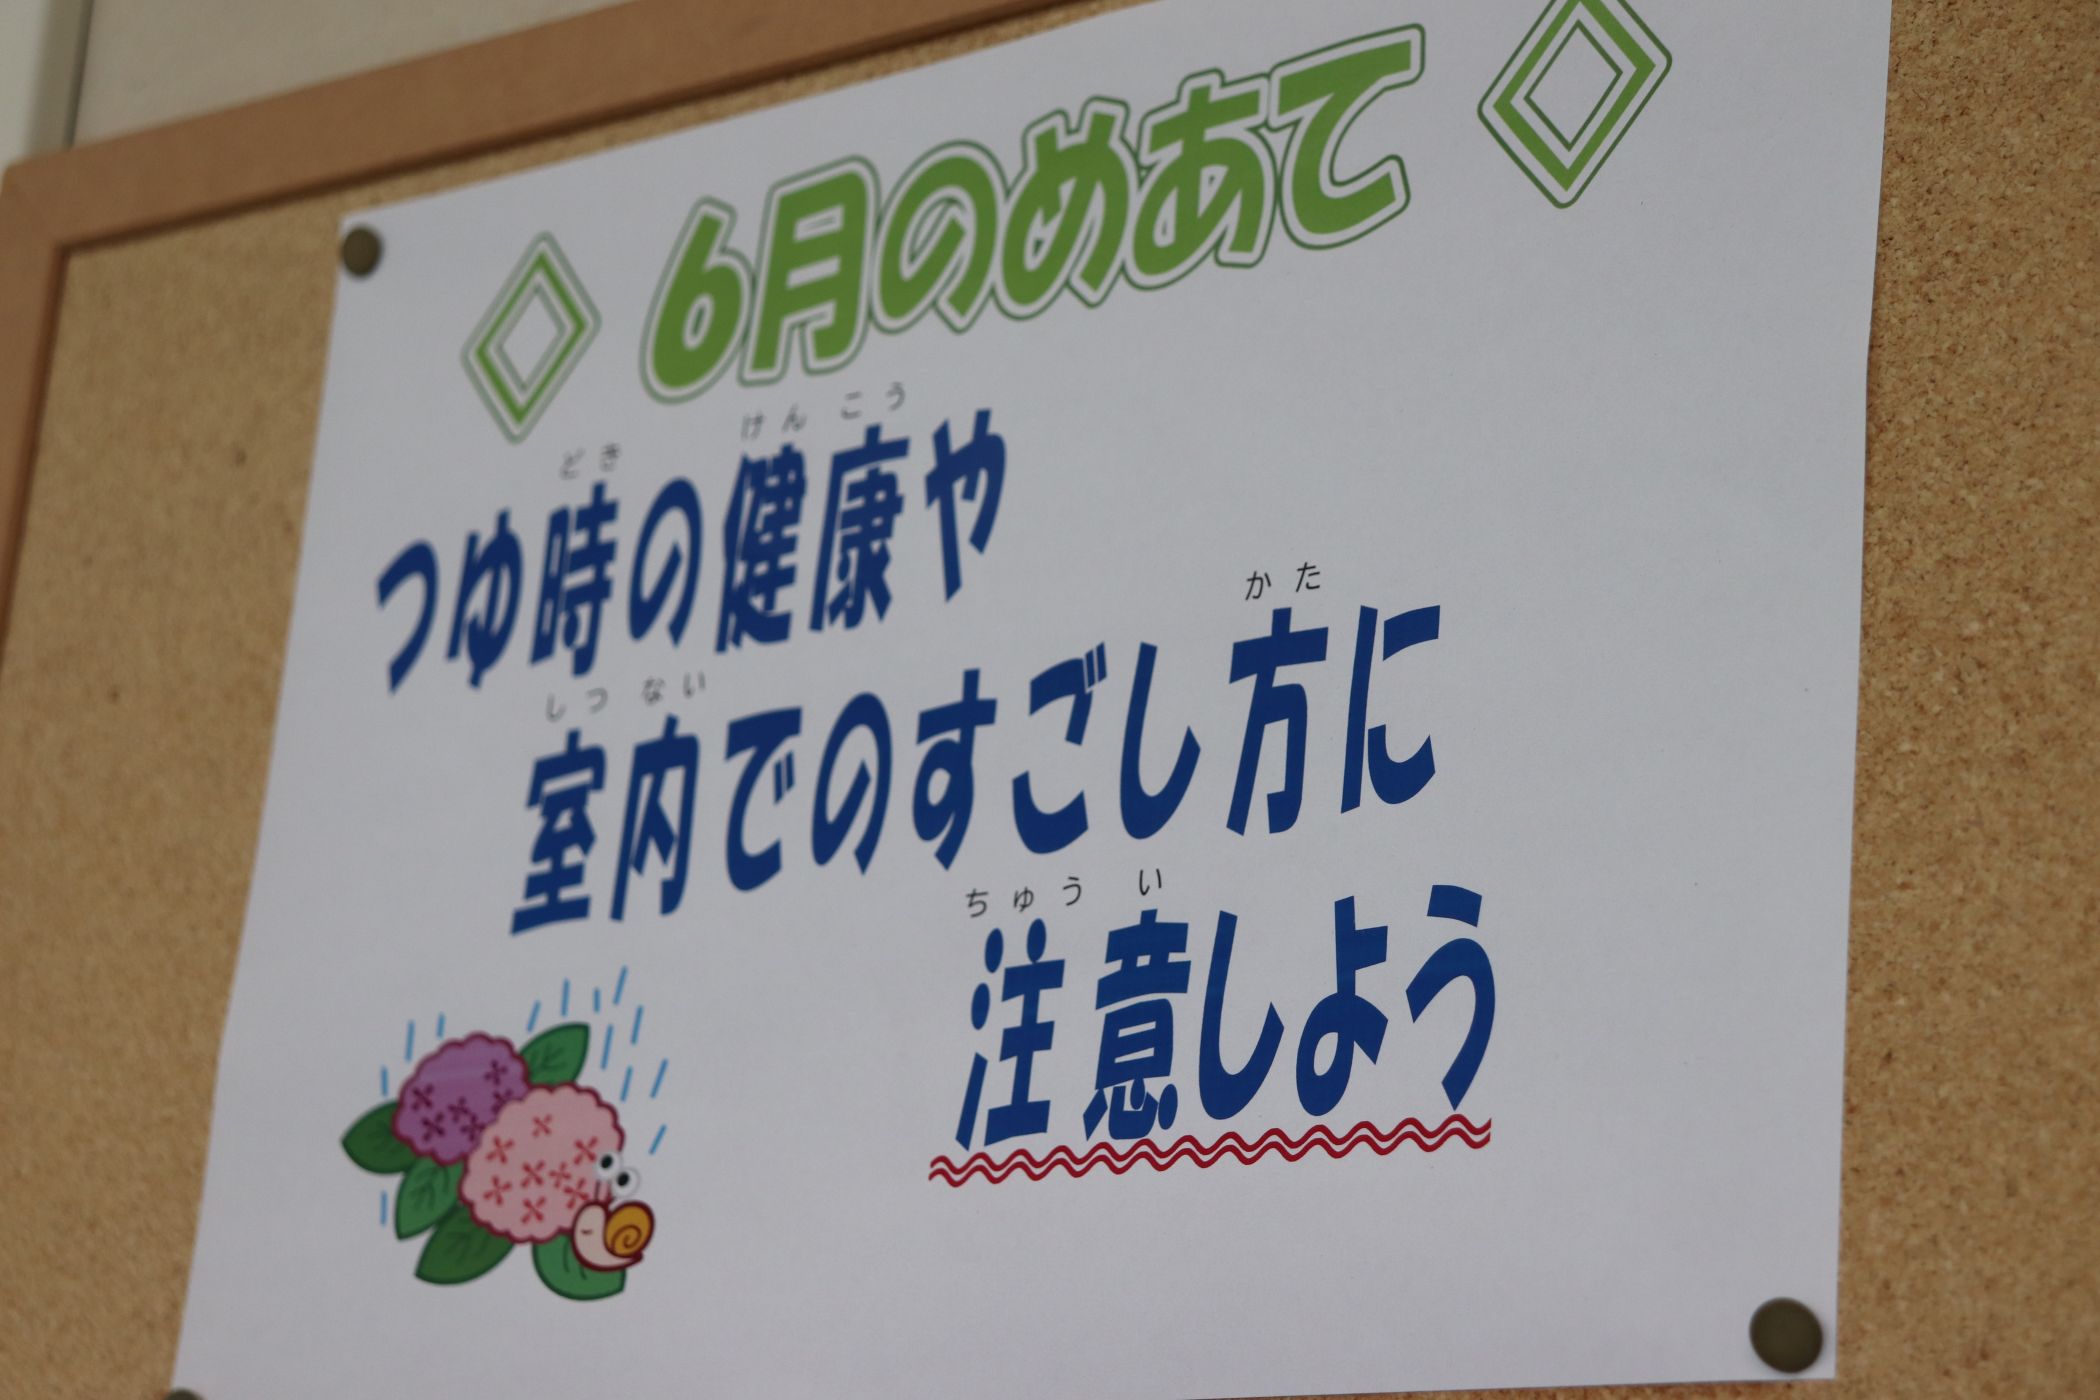 ◇ 6月のめあて ◇
どき けんこう
つゆ時の健康や
しつない かた
室内でのすごし方に
ちゅうい
注意しよう